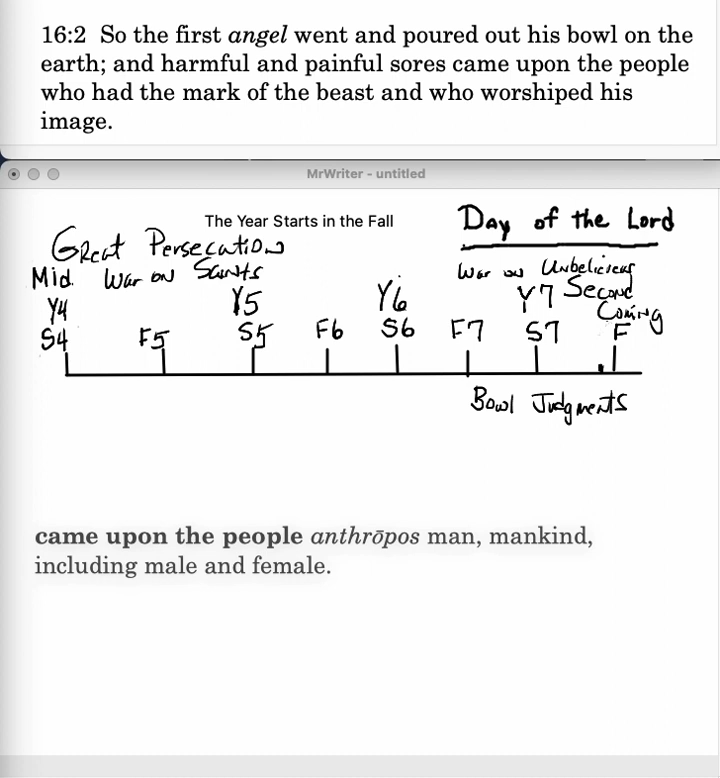 16:2 So the first angel went and poured out his bowl on the
earth; and harmful and painful sores came upon the people
who had the mark of the beast and who worshiped his
image.
MrWriter - untitled
The Year Starts in the Fall
Day of the Lord
Great Persecution
Mid. War on Saints
War on Unbelievers
Y4 Y5 Y6 Y7 Second
Coming
S4 F5 S5 F6 S6 F7 S7 F
Bowl Judgments
came upon the people anthrōpos man, mankind,
including male and female.